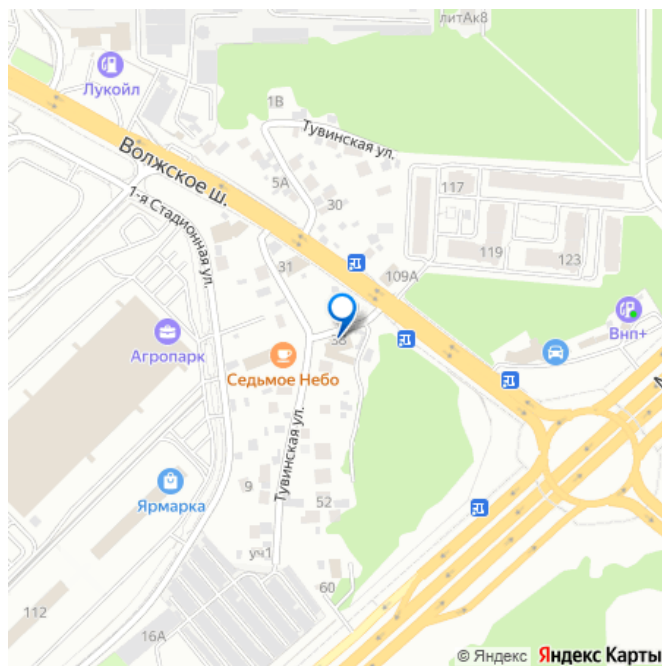 литАк8
Лукойл
1В
Тувинская ул.
Волжское ш.
5А
117
1-я Стадионная ул.
30
119
123
31
109А
Внп+
Агропарк
38
Седьмое Небо
Тувинская ул.
Ярмарка
9
52
уч1
60
112
16А
© Яндекс Яндекс Карты